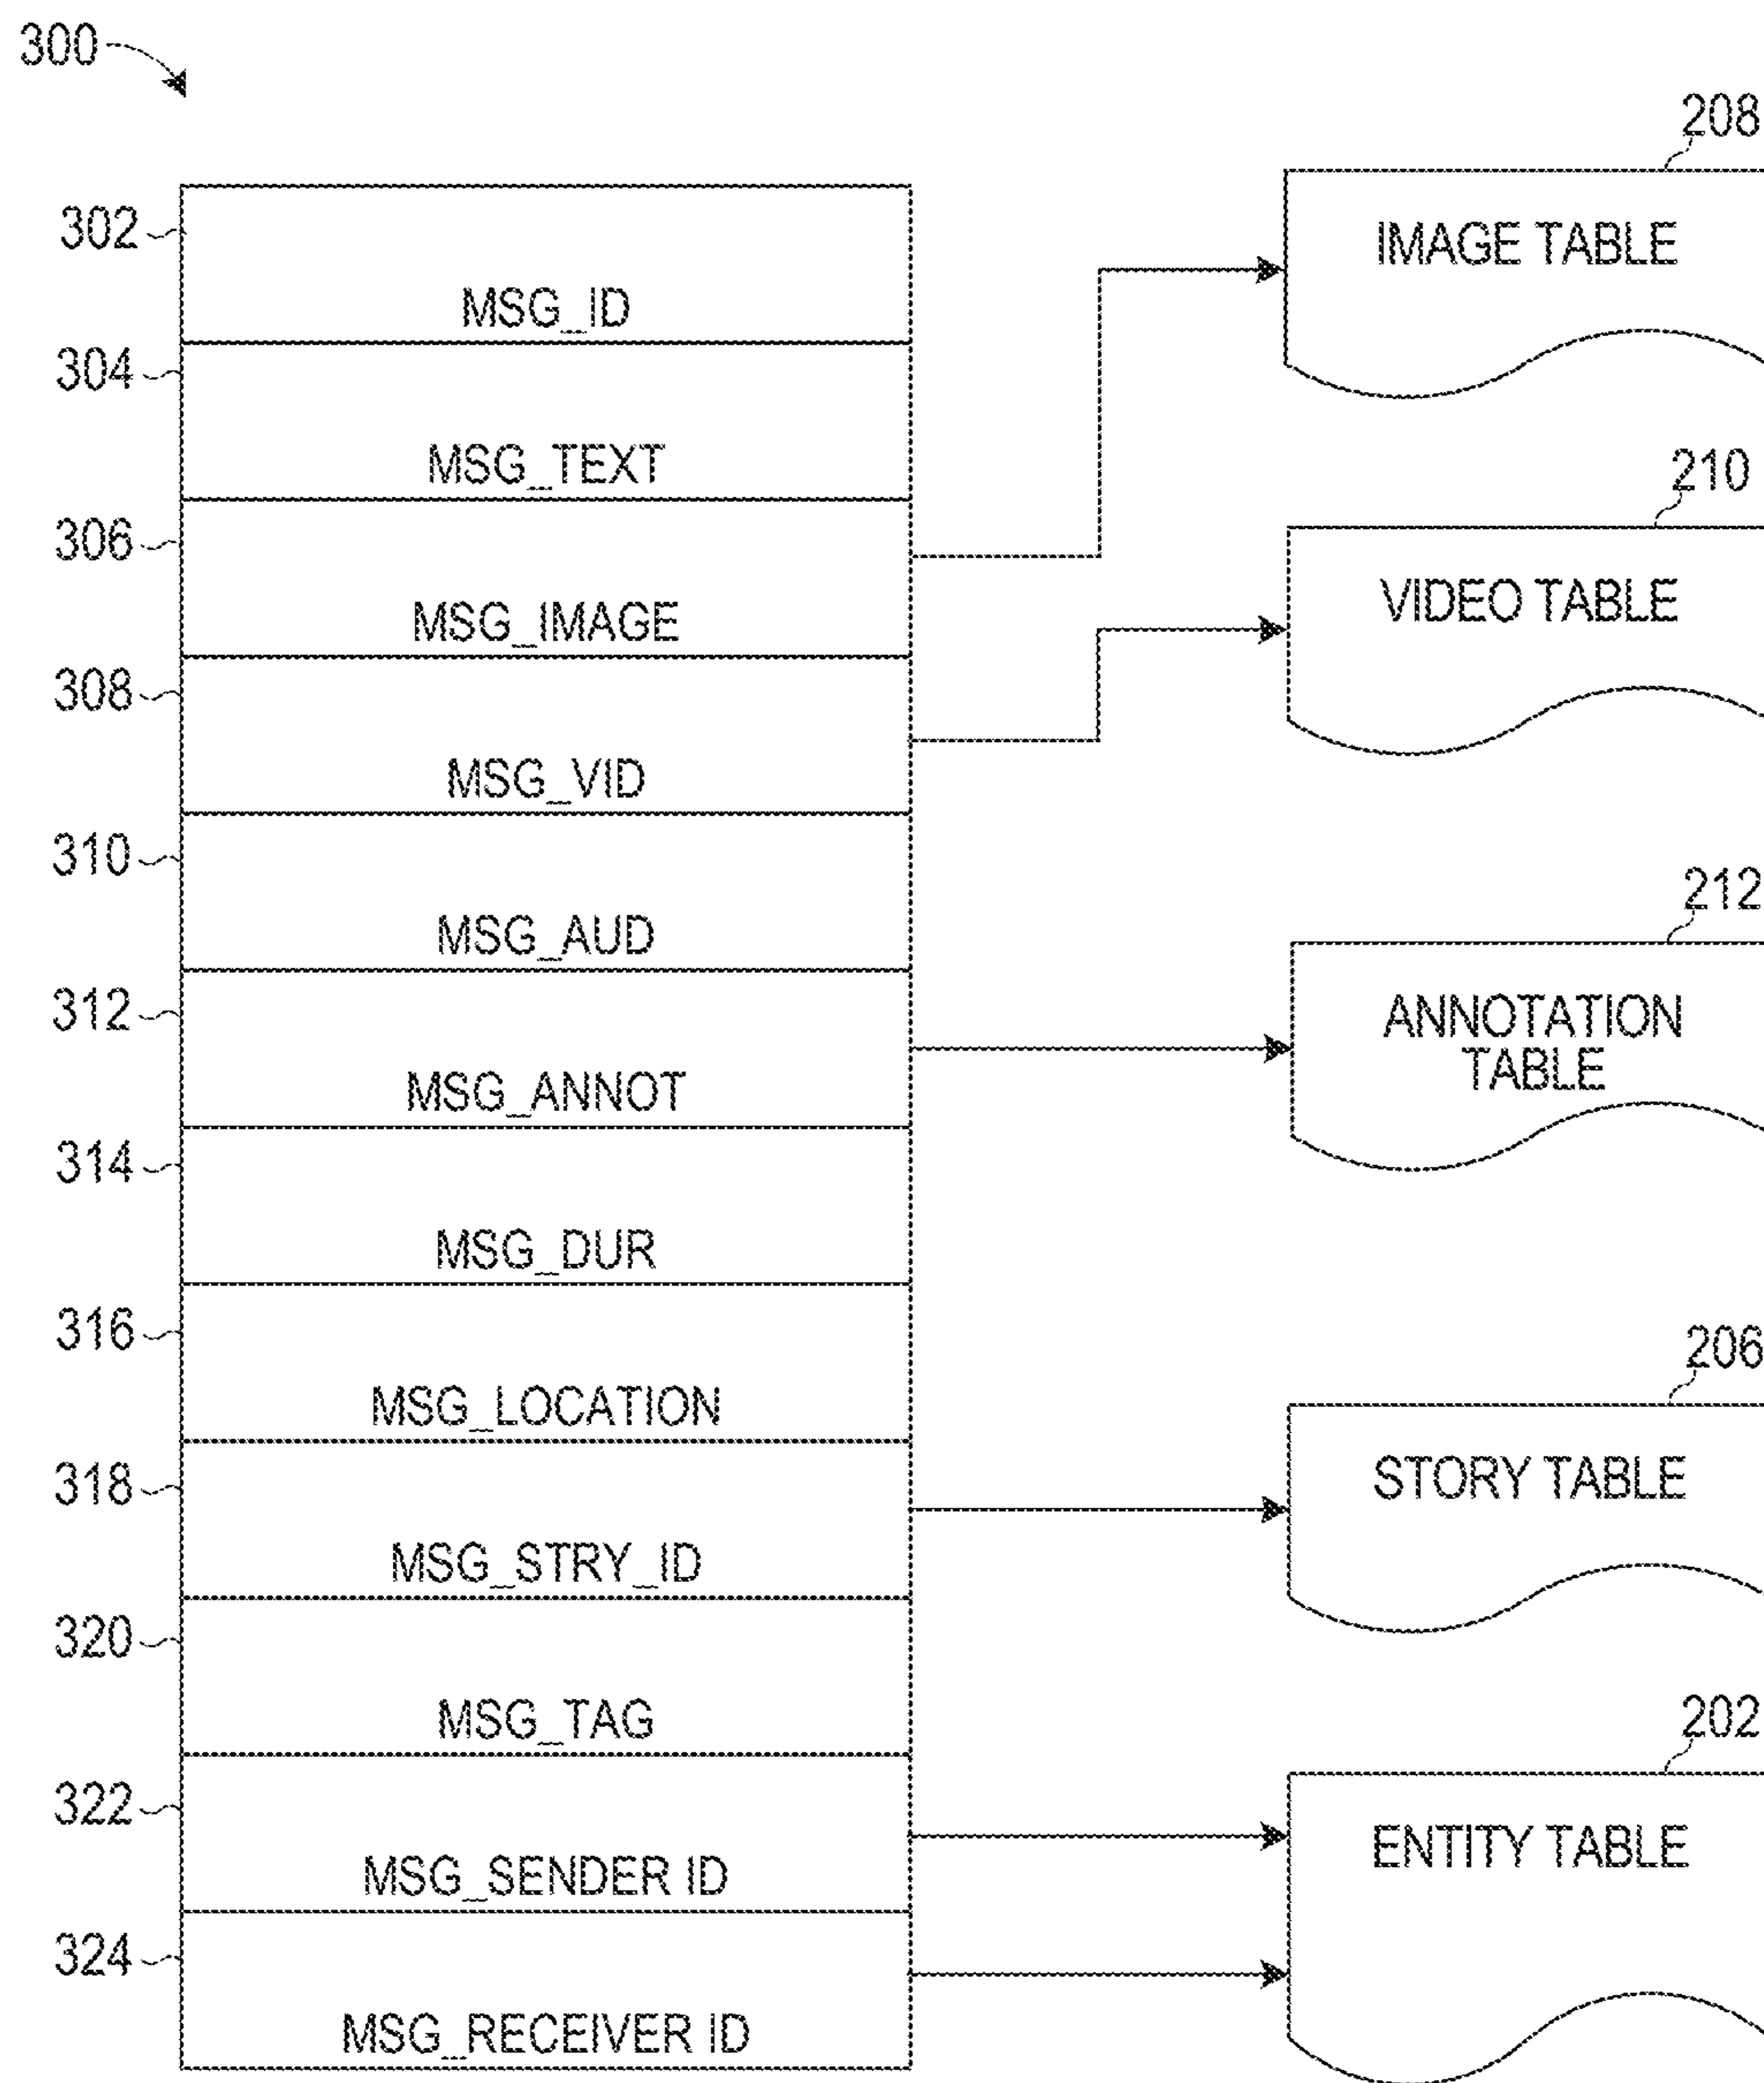 300
208
302
IMAGE TABLE
MSG_ID
304
MSG_TEXT
210
306
VIDEO TABLE
MSG_IMAGE
308
MSG_VID
310
212
MSG_AUD
312
ANNOTATION
TABLE
MSG_ANNOT
314
MSG_DUR
316
206
MSG_LOCATION
318
STORY TABLE
MSG_STRY_ID
320
MSG_TAG
202
322
ENTITY TABLE
MSG_SENDER ID
324
MSG_RECEIVER ID